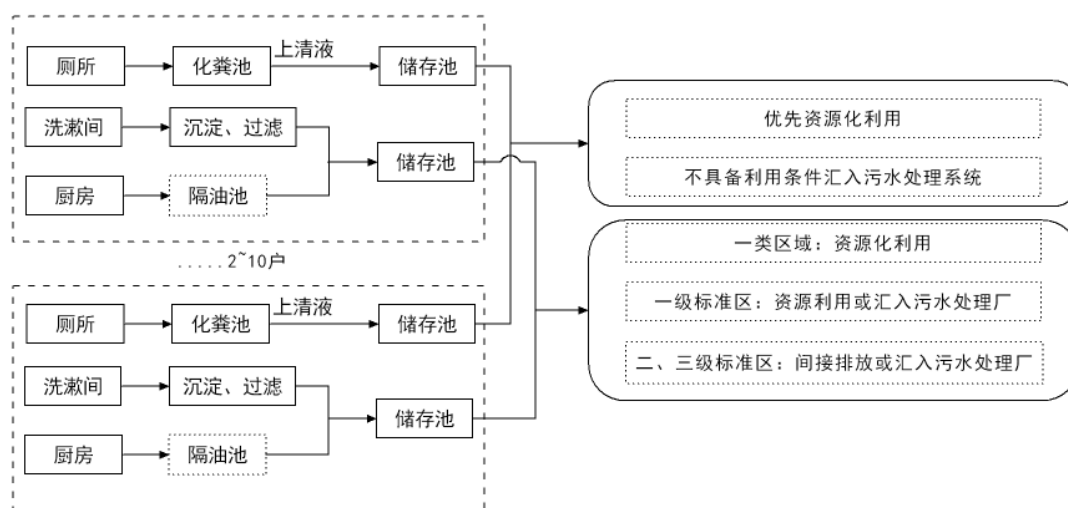 厕所
化粪池
上清液
储存池
洗漱间
沉淀、过滤
厨房
隔油池
储存池
.....2~10户
厕所
化粪池
上清液
储存池
洗漱间
沉淀、过滤
厨房
隔油池
储存池
优先资源化利用
不具备利用条件汇入污水处理系统
一类区域：资源化利用
一级标准区：资源利用或汇入污水处理厂
二、三级标准区：间接排放或汇入污水处理厂